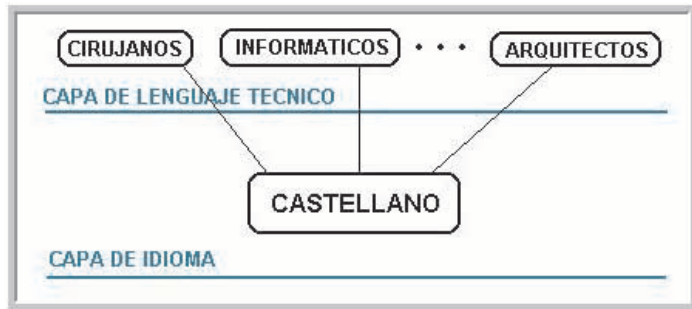 CIRUJANOS INFORMATICOS . . . ARQUITECTOS
CAPA DE LENGUAJE TECNICO
CASTELLANO
CAPA DE IDIOMA